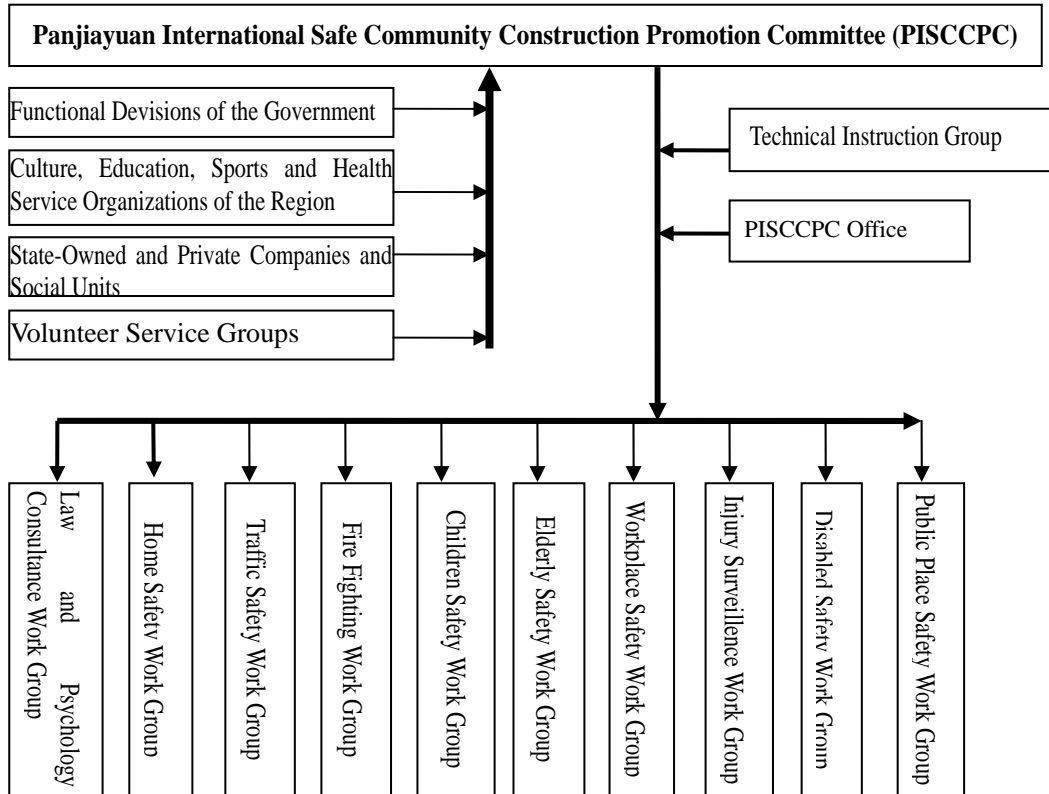 Panjiayuan International Safe Community Construction Promotion Committee (PISCCPC)
Functional Devisions of the Government
Culture, Education, Sports and Health
Service Organizations of the Region
State-Owned and Private Companies and
Social Units
Volunteer Service Groups
Technical Instruction Group
PISCCPC Office
Law and Psychology
Consultance Work Group
Home Safety Work Group
Traffic Safety Work Group
Fire Fighting Work Group
Children Safety Work Group
Elderly Safety Work Group
Workplace Safety Work Group
Injury Surveillence Work Group
Disabled Safety Work Group
Public Place Safety Work Group